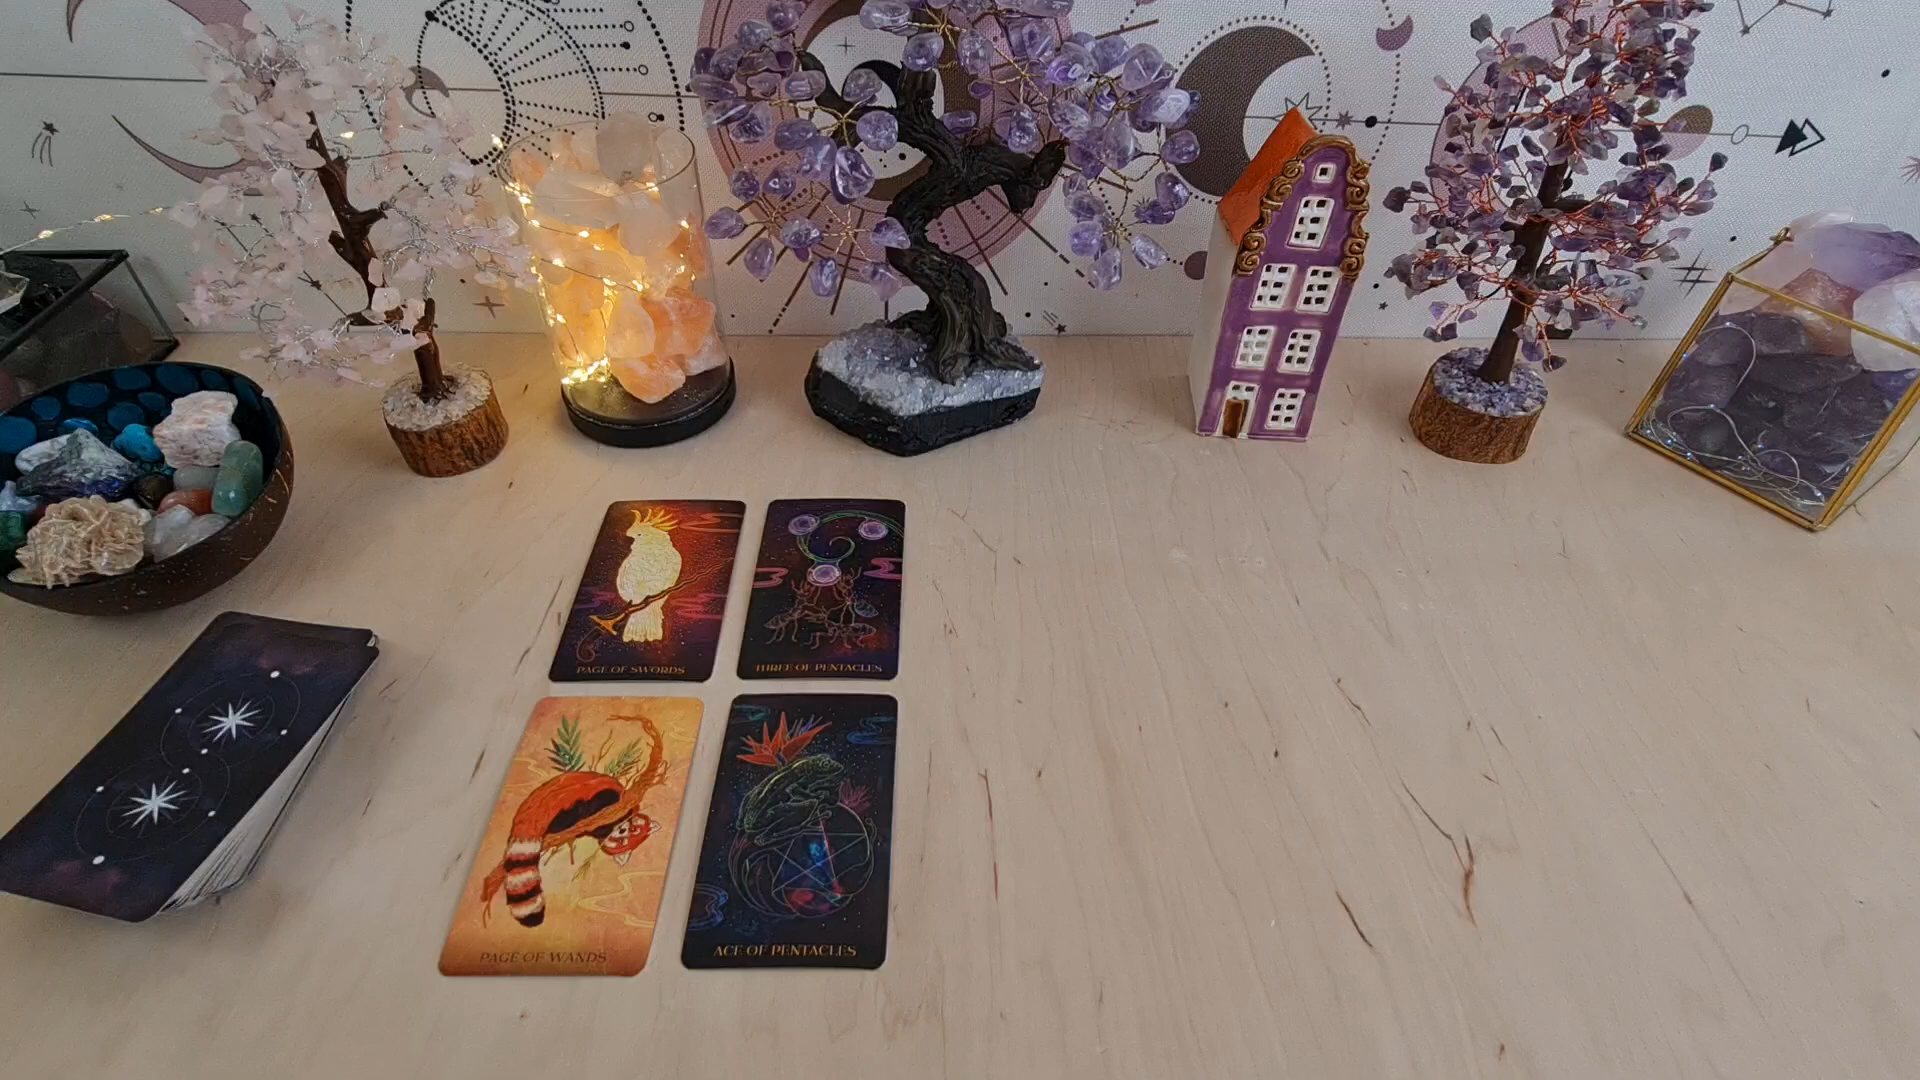 PAGE OF SWORDS
THREE OF PENTACLES
PAGE OF WANDS
ACE OF PENTACLES